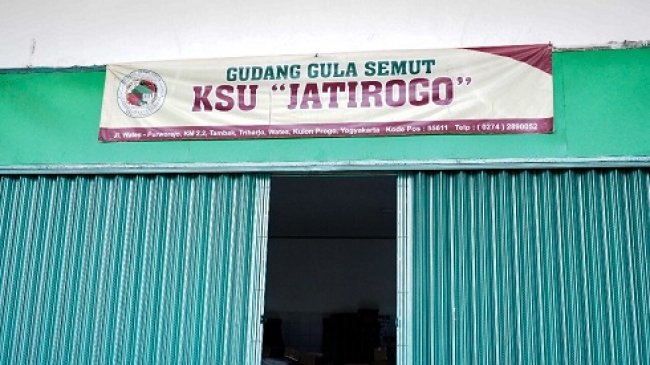 GUDANG GULA SEMUT
KSU "JATIROGO"
Jl. Wates - Purworejo, KM 2.2, Tambak, Triharjo, Wates, Kulon Progo, Yogyakarta Kode Pos : 55611 Telp : ( 0274 ) 2890052